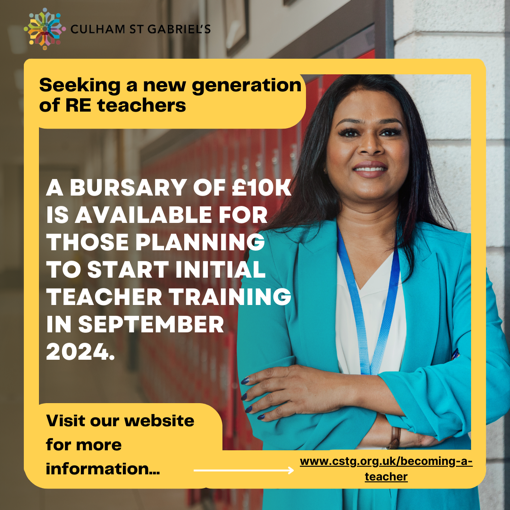 CULHAM ST GABRIEL'S
Seeking a new generation
of RE teachers
A BURSARY OF £10K
IS AVAILABLE FOR
THOSE PLANNING
TO START INITIAL
TEACHER TRAINING
IN SEPTEMBER
2024.
Visit our website
for more
information...
www.cstg.org.uk/becoming-a-
teacher